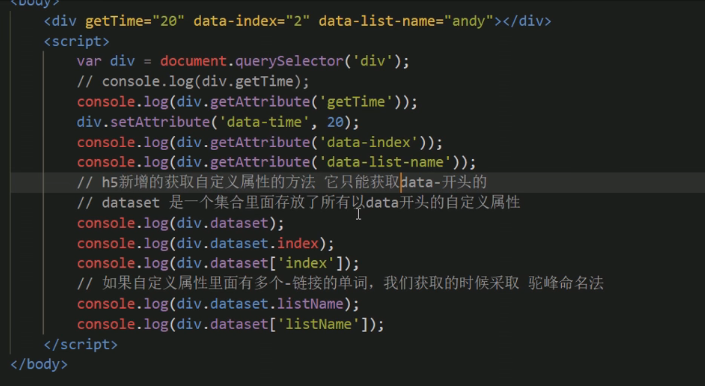 <body>
<div getTime="20" data-index="2" data-list-name="andy"></div>
<script>
var div = document.querySelector('div');
// console.log(div.getTime);
console.log(div.getAttribute('getTime'));
div.setAttribute('data-time', 20);
console.log(div.getAttribute('data-index'));
console.log(div.getAttribute('data-list-name'));
// h5新增的获取自定义属性的方法 它只能获取data-开头的
// dataset 是一个集合里面存放了所有以data开头的自定义属性
console.log(div.dataset);
console.log(div.dataset.index);
console.log(div.dataset['index']);
// 如果自定义属性里面有多个-链接的单词，我们获取的时候采取 驼峰命名法
console.log(div.dataset.listName);
console.log(div.dataset['listName']);
</script>
</body>